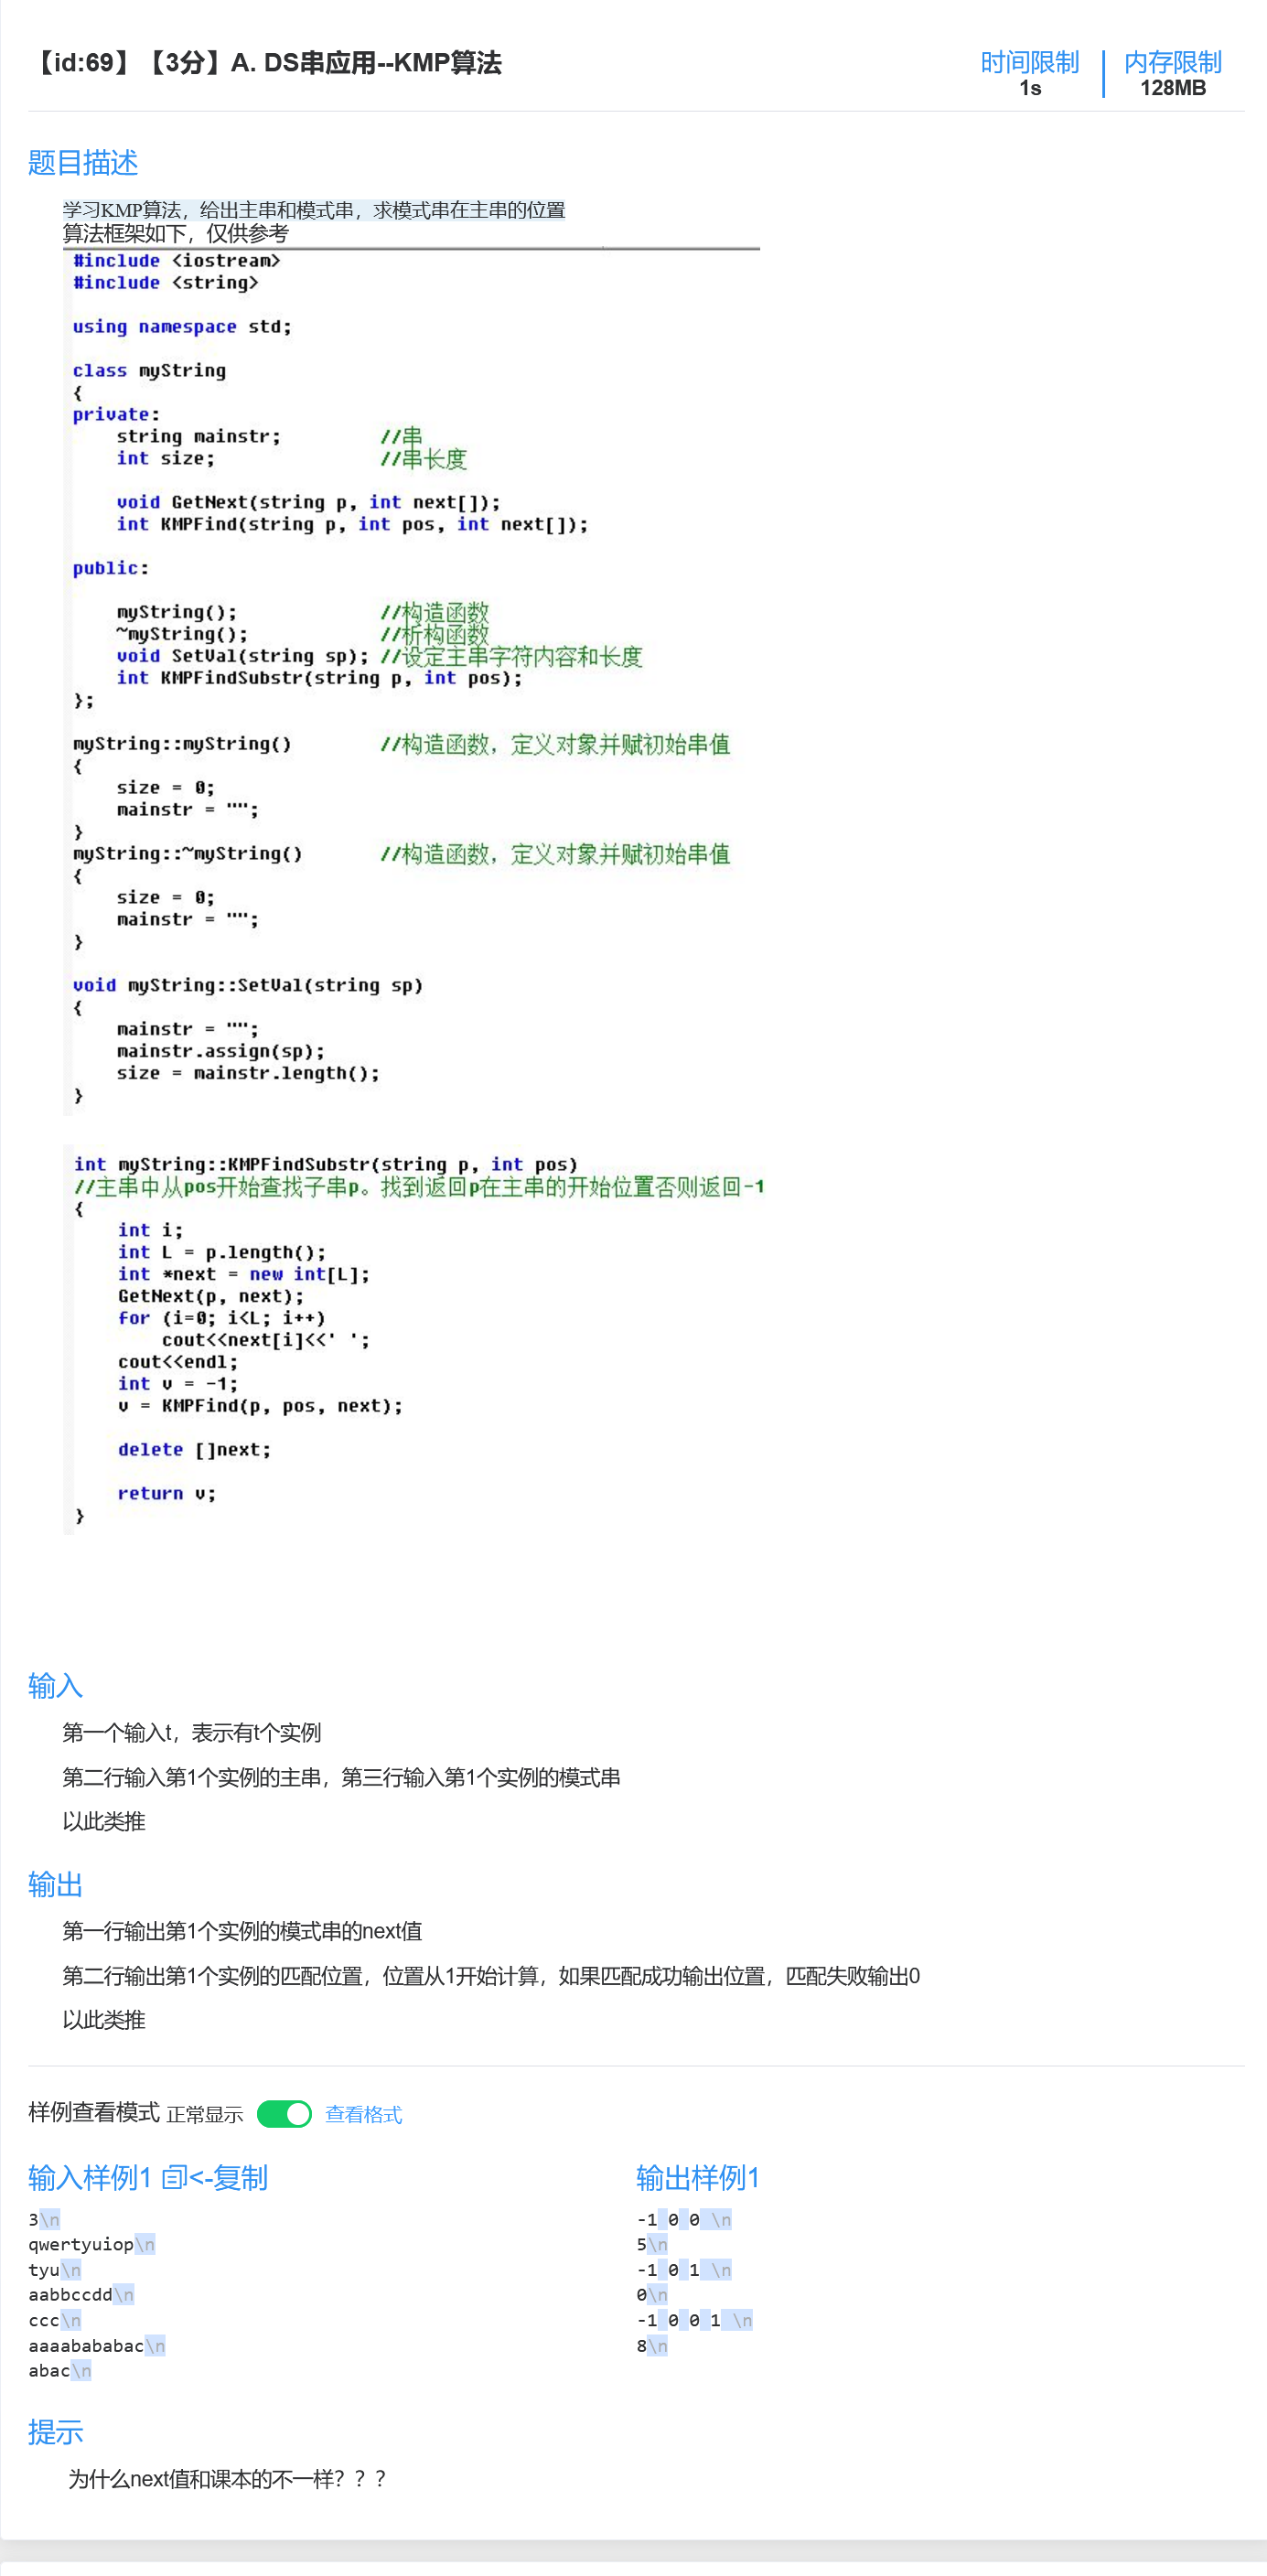 【id:69】【3分】A. DS串应用--KMP算法
时间限制
1s
内存限制
128MB
题目描述
学习KMP算法，给出主串和模式串，求模式串在主串的位置
算法框架如下，仅供参考
#include <iostream>
#include <string>
using namespace std;
class myString
{
private:
string mainstr; //串
int size; //串长度
void GetNext(string p, int next[]);
int KMPFind(string p, int pos, int next[]);
public:
myString(); //构造函数
~myString(); //析构函数
void SetVal(string sp); //设定主串字符内容和长度
int KMPFindSubstr(string p, int pos);
};
myString::myString() //构造函数，定义对象并赋初始串值
{
size = 0;
mainstr = "";
}
myString::~myString() //构造函数，定义对象并赋初始串值
{
size = 0;
mainstr = "";
}
void myString::SetVal(string sp)
{
mainstr = "";
mainstr.assign(sp);
size = mainstr.length();
}
int myString::KMPFindSubstr(string p, int pos)
//主串中从pos开始查找子串p。找到返回p在主串的开始位置否则返回-1
{
int i;
int L = p.length();
int *next = new int[L];
GetNext(p, next);
for (i=0; i<L; i++)
cout<<next[i]<<' ';
cout<<endl;
int v = -1;
v = KMPFind(p, pos, next);
delete []next;
return v;
}
输入
第一个输入t，表示有t个实例
第二行输入第1个实例的主串，第三行输入第1个实例的模式串
以此类推
输出
第一行输出第1个实例的模式串的next值
第二行输出第1个实例的匹配位置，位置从1开始计算，如果匹配成功输出位置，匹配失败输出0
以此类推
样例查看模式 正常显示 查看格式
输入样例1 <-复制
3\n
qwertyuiop\n
tyu\n
aabbccdd\n
ccc\n
aaaabababac\n
abac\n
输出样例1
-1 0 0 \n
5\n
-1 0 1 \n
0\n
-1 0 0 1 \n
8\n
提示
为什么next值和课本的不一样？？？